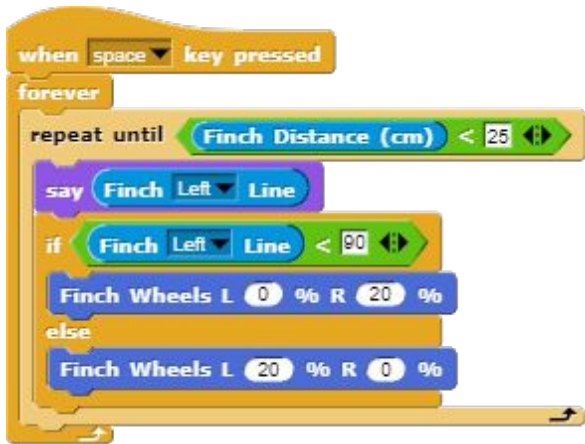 when space key pressed
forever
repeat until Finch Distance (cm) < 25
say Finch Left Line
if Finch Left Line < 90
Finch Wheels L 0 % R 20 %
else
Finch Wheels L 20 % R 0 %